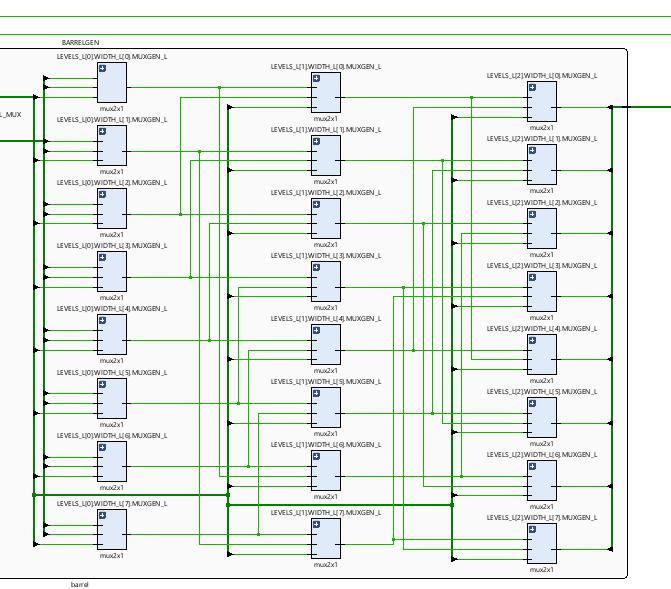 BARRELGEN
LEVELS_L[0].WIDTH_L[0].MUXGEN_L
mux2x1
LEVELS_L[0].WIDTH_L[1].MUXGEN_L
mux2x1
LEVELS_L[0].WIDTH_L[2].MUXGEN_L
mux2x1
LEVELS_L[0].WIDTH_L[3].MUXGEN_L
mux2x1
LEVELS_L[0].WIDTH_L[4].MUXGEN_L
mux2x1
LEVELS_L[0].WIDTH_L[5].MUXGEN_L
mux2x1
LEVELS_L[0].WIDTH_L[6].MUXGEN_L
mux2x1
LEVELS_L[0].WIDTH_L[7].MUXGEN_L
mux2x1
L_MUX
LEVELS_L[1].WIDTH_L[0].MUXGEN_L
mux2x1
LEVELS_L[1].WIDTH_L[1].MUXGEN_L
mux2x1
LEVELS_L[1].WIDTH_L[2].MUXGEN_L
mux2x1
LEVELS_L[1].WIDTH_L[3].MUXGEN_L
mux2x1
LEVELS_L[1].WIDTH_L[4].MUXGEN_L
mux2x1
LEVELS_L[1].WIDTH_L[5].MUXGEN_L
mux2x1
LEVELS_L[1].WIDTH_L[6].MUXGEN_L
mux2x1
LEVELS_L[1].WIDTH_L[7].MUXGEN_L
mux2x1
LEVELS_L[2].WIDTH_L[0].MUXGEN_L
mux2x1
LEVELS_L[2].WIDTH_L[1].MUXGEN_L
mux2x1
LEVELS_L[2].WIDTH_L[2].MUXGEN_L
mux2x1
LEVELS_L[2].WIDTH_L[3].MUXGEN_L
mux2x1
LEVELS_L[2].WIDTH_L[4].MUXGEN_L
mux2x1
LEVELS_L[2].WIDTH_L[5].MUXGEN_L
mux2x1
LEVELS_L[2].WIDTH_L[6].MUXGEN_L
mux2x1
LEVELS_L[2].WIDTH_L[7].MUXGEN_L
mux2x1
barrel